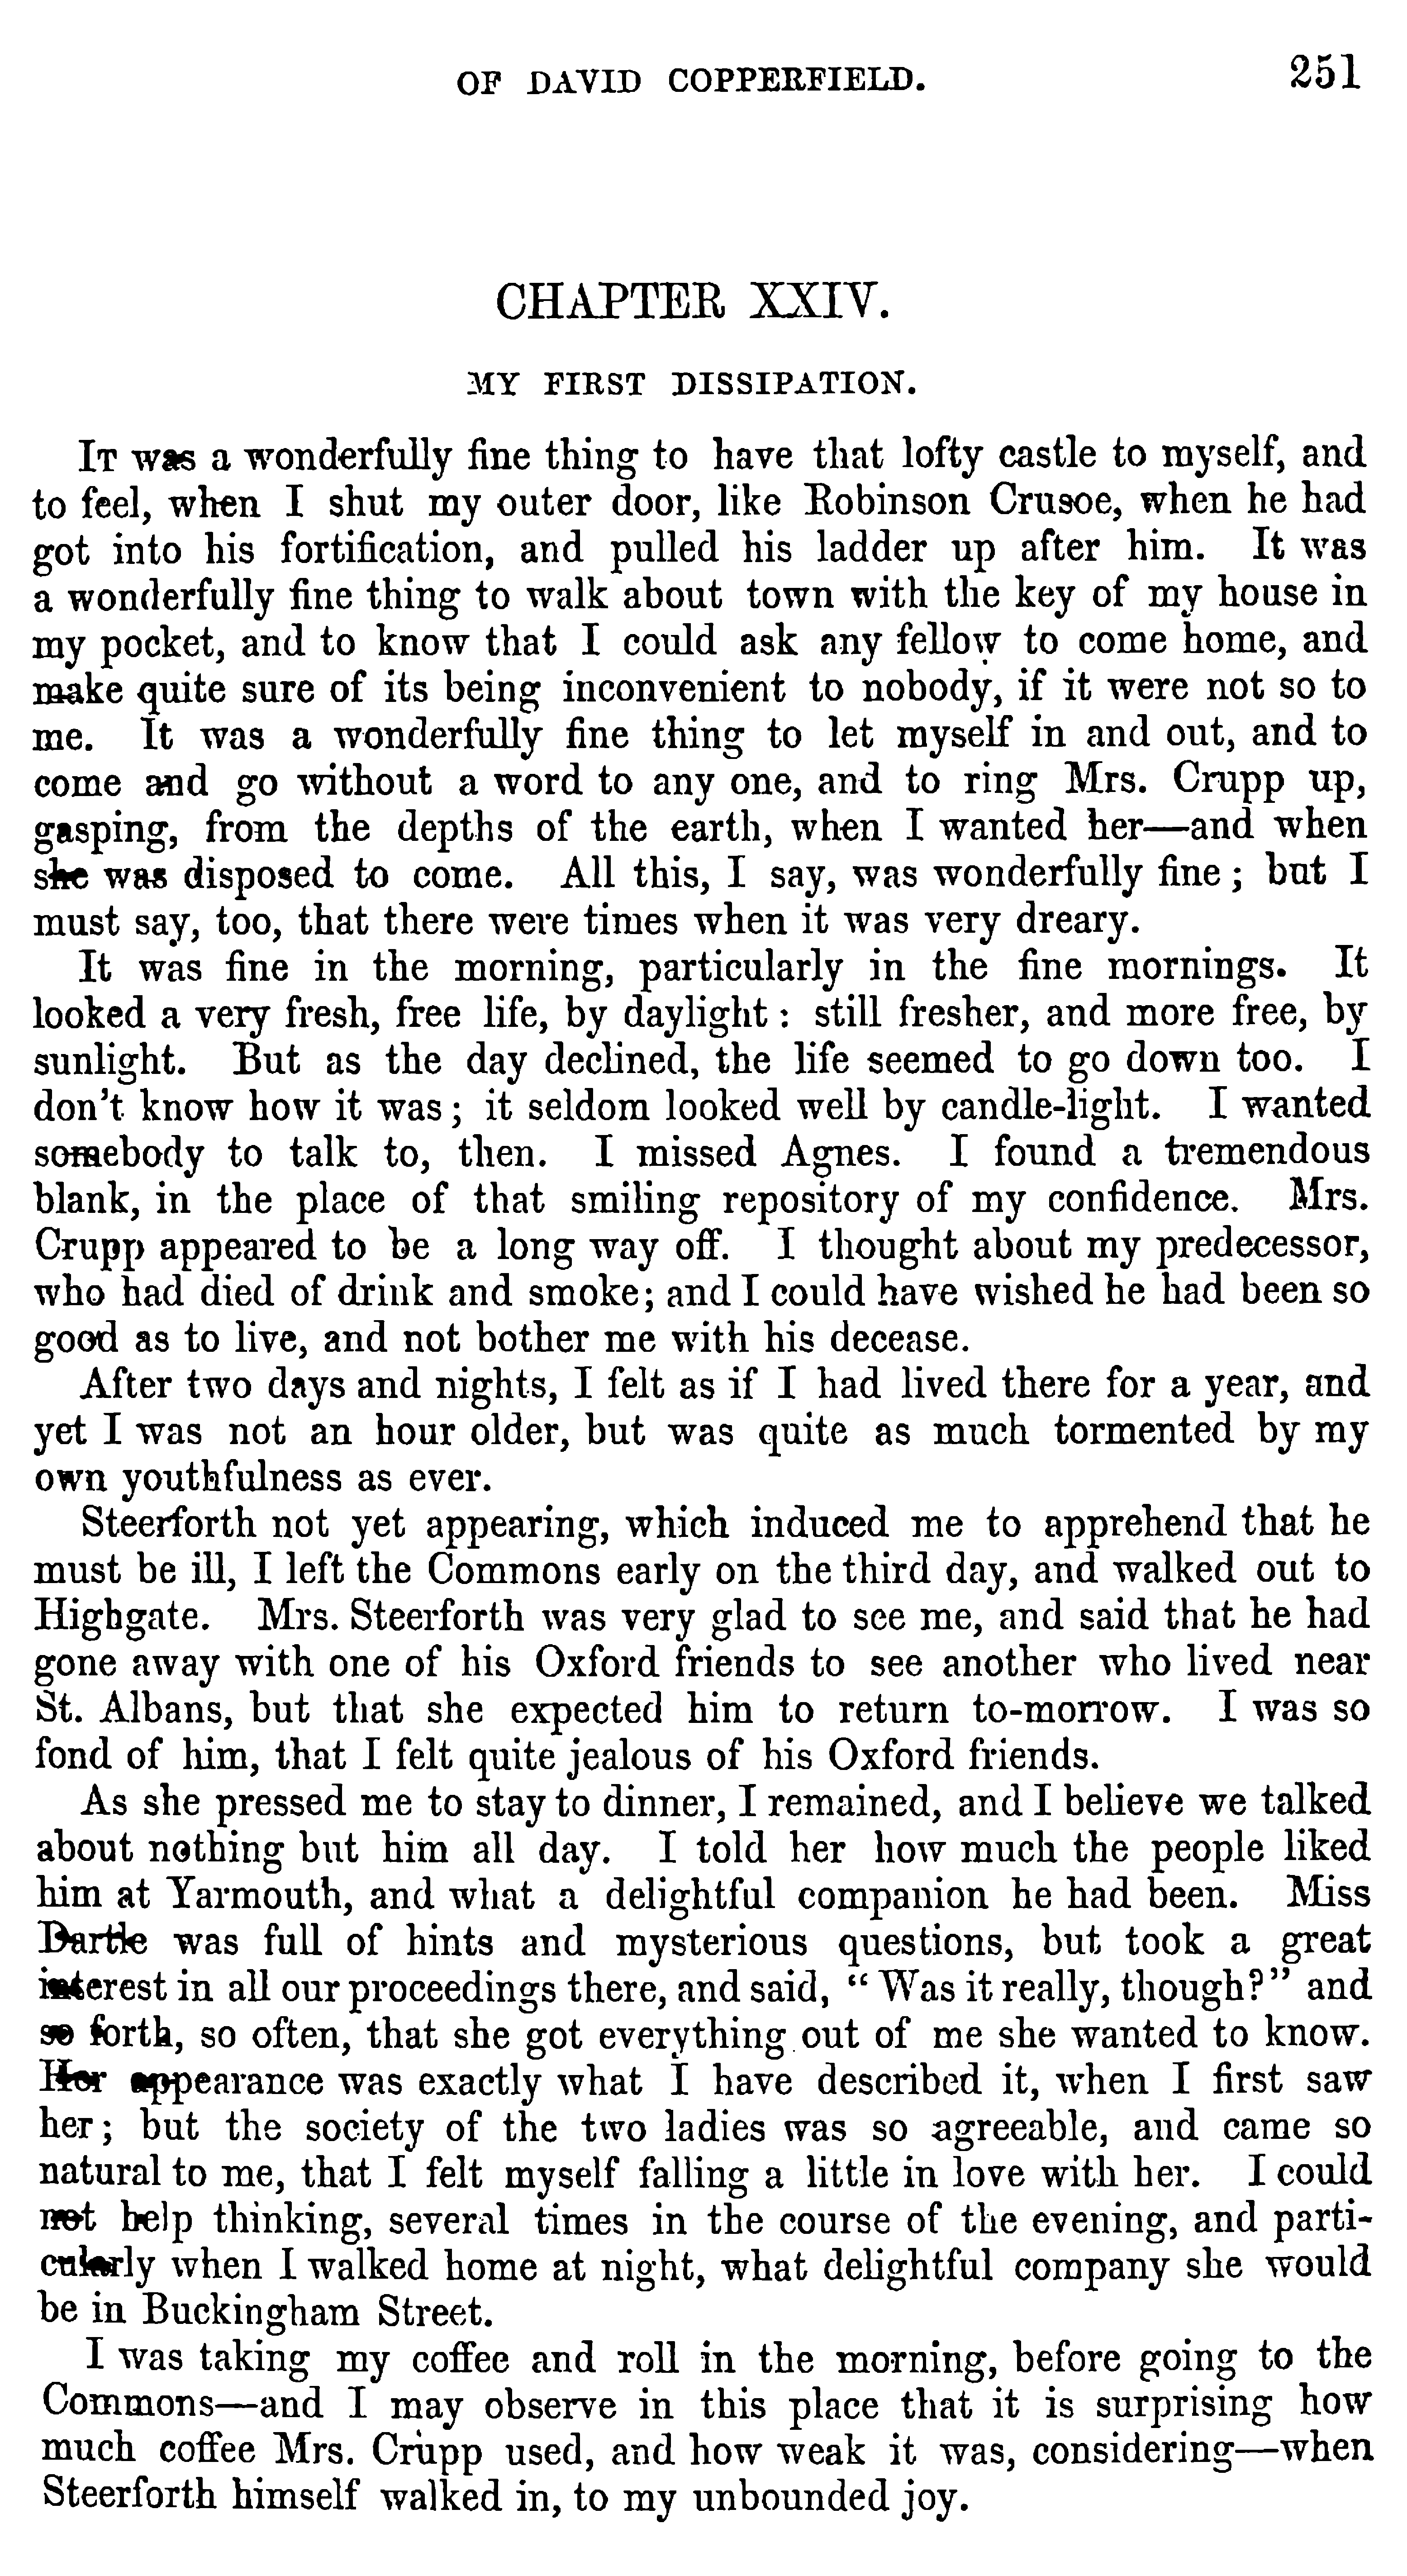 OF DAVID COPPERFIELD. 251
CHAPTER XXIV.
MY FIRST DISSIPATION.
It was a wonderfully fine thing to have that lofty castle to myself, and
to feel, when I shut my outer door, like Robinson Crusoe, when he had
got into his fortification, and pulled his ladder up after him. It was
a wonderfully fine thing to walk about town with the key of my house in
my pocket, and to know that I could ask any fellow to come home, and
make quite sure of its being inconvenient to nobody, if it were not so to
me. It was a wonderfully fine thing to let myself in and out, and to
come and go without a word to any one, and to ring Mrs. Crupp up,
gasping, from the depths of the earth, when I wanted her—and when
she was disposed to come. All this, I say, was wonderfully fine; but I
must say, too, that there were times when it was very dreary.
It was fine in the morning, particularly in the fine mornings. It
looked a very fresh, free life, by daylight: still fresher, and more free, by
sunlight. But as the day declined, the life seemed to go down too. I
don't know how it was; it seldom looked well by candle-light. I wanted
somebody to talk to, then. I missed Agnes. I found a tremendous
blank, in the place of that smiling repository of my confidence. Mrs.
Crupp appeared to be a long way off. I thought about my predecessor,
who had died of drink and smoke; and I could have wished he had been so
good as to live, and not bother me with his decease.
After two days and nights, I felt as if I had lived there for a year, and
yet I was not an hour older, but was quite as much tormented by my
own youthfulness as ever.
Steerforth not yet appearing, which induced me to apprehend that he
must be ill, I left the Commons early on the third day, and walked out to
Highgate. Mrs. Steerforth was very glad to see me, and said that he had
gone away with one of his Oxford friends to see another who lived near
St. Albans, but that she expected him to return to-morrow. I was so
fond of him, that I felt quite jealous of his Oxford friends.
As she pressed me to stay to dinner, I remained, and I believe we talked
about nothing but him all day. I told her how much the people liked
him at Yarmouth, and what a delightful companion he had been. Miss
Dartle was full of hints and mysterious questions, but took a great
interest in all our proceedings there, and said, "Was it really, though?" and
so forth, so often, that she got everything out of me she wanted to know.
Her appearance was exactly what I have described it, when I first saw
her; but the society of the two ladies was so agreeable, and came so
natural to me, that I felt myself falling a little in love with her. I could
not help thinking, several times in the course of the evening, and parti-
cularly when I walked home at night, what delightful company she would
be in Buckingham Street.
I was taking my coffee and roll in the morning, before going to the
Commons—and I may observe in this place that it is surprising how
much coffee Mrs. Crupp used, and how weak it was, considering—when
Steerforth himself walked in, to my unbounded joy.